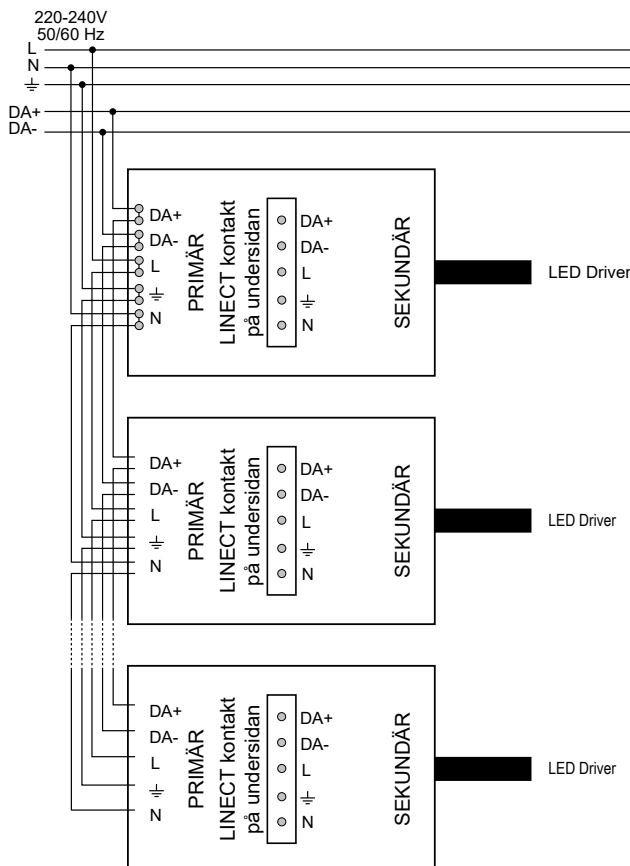 220-240V
50/60 Hz
L
N
⏚
DA+
DA-
DA+
DA-
L
⏚
N
PRIMÄR
LINECT kontakt
på undersidan
DA+
DA-
L
⏚
N
SEKUNDÄR
LED Driver
DA+
DA-
L
⏚
N
PRIMÄR
LINECT kontakt
på undersidan
DA+
DA-
L
⏚
N
SEKUNDÄR
LED Driver
DA+
DA-
L
⏚
N
PRIMÄR
LINECT kontakt
på undersidan
DA+
DA-
L
⏚
N
SEKUNDÄR
LED Driver